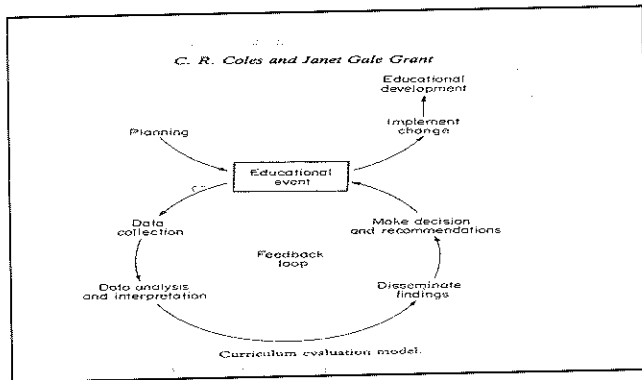 C. R. Coles and Janet Gale Grant
Educational
development
Implement
change
Planning
Educational
event
Data
collection
Make decision
and recommendations
Feedback
loop
Data analysis
and interpretation
Disseminate
findings
Curriculum evaluation model.